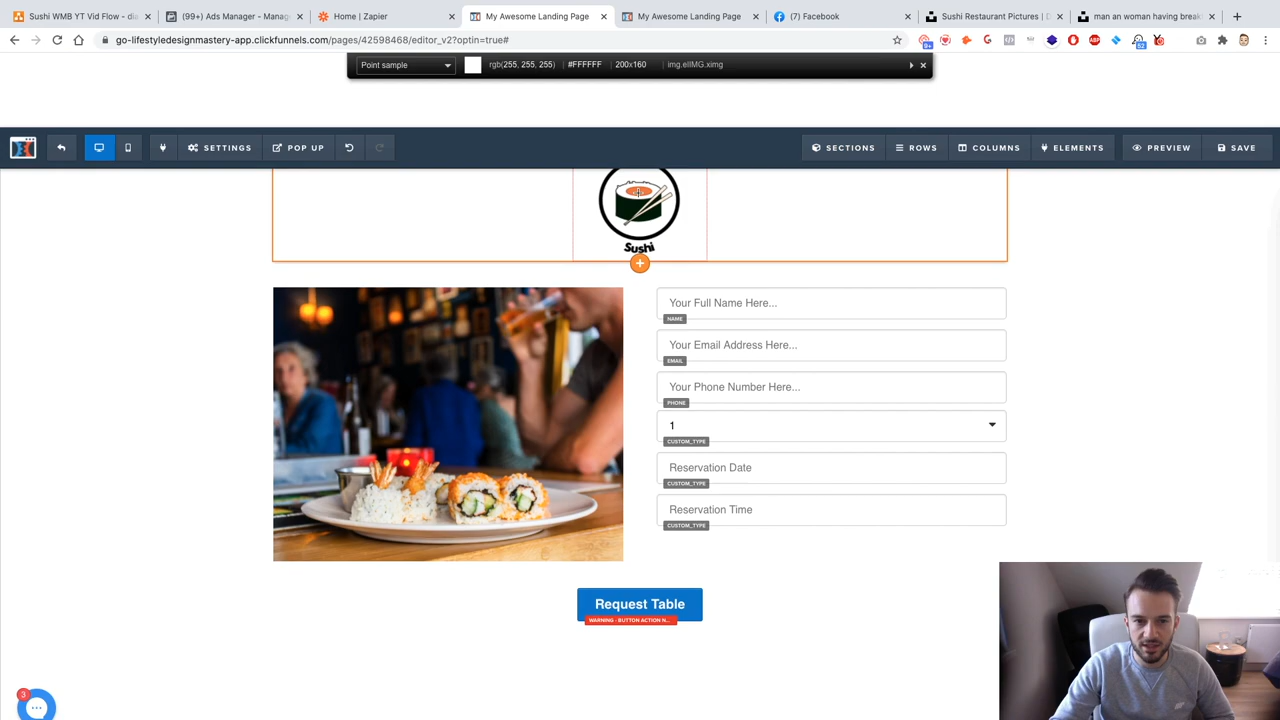 Sushi WMB YT Vid Flow - dia
(99+) Ads Manager - Manag
Home | Zapier
My Awesome Landing Page
My Awesome Landing Page
(7) Facebook
Sushi Restaurant Pictures | D
man an woman having break
go-lifestyledesignmastery-app.clickfunnels.com/pages/42598468/editor_v2?optin=true#
9+
52
ABP
Point sample
rgb(255, 255, 255)
#FFFFFF
200x160
img.elIMG.ximg
SETTINGS
POP UP
SECTIONS
ROWS
COLUMNS
ELEMENTS
PREVIEW
SAVE
Sushi
Your Full Name Here...
NAME
Your Email Address Here...
EMAIL
Your Phone Number Here...
PHONE
1
CUSTOM_TYPE
Reservation Date
CUSTOM_TYPE
Reservation Time
CUSTOM_TYPE
Request Table
WARNING - BUTTON ACTION N...
3